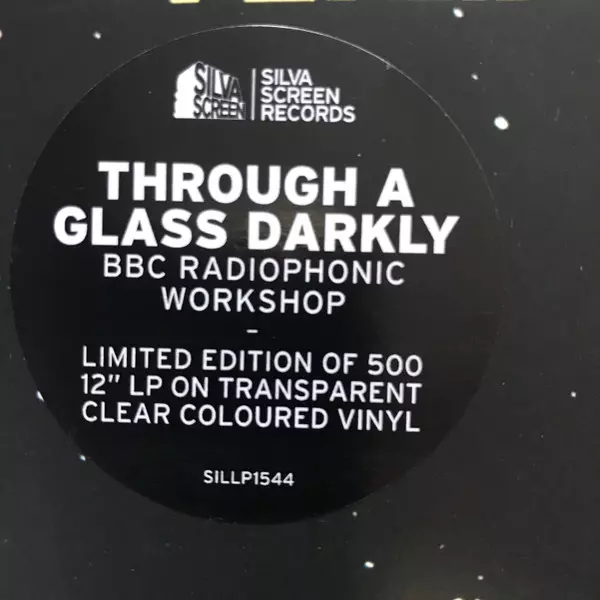 SILVA
SCREEN
SILVA
SCREEN
RECORDS
THROUGH A
GLASS DARKLY
BBC RADIOPHONIC
WORKSHOP
-
LIMITED EDITION OF 500
12" LP ON TRANSPARENT
CLEAR COLOURED VINYL
SILLP1544